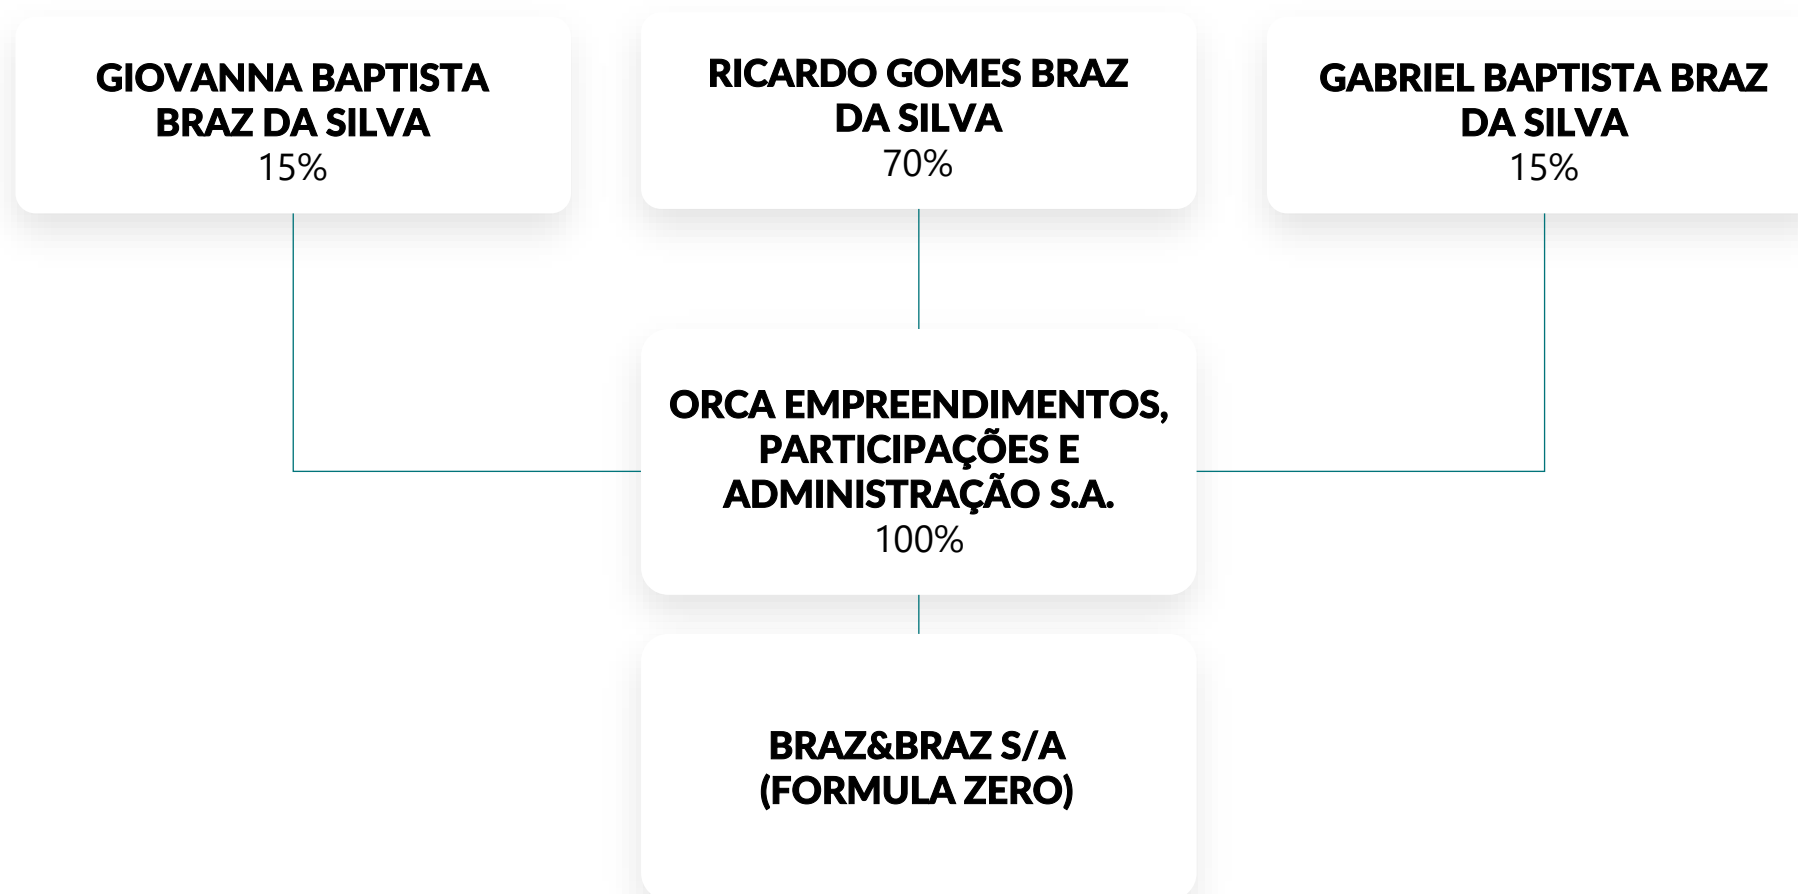 GIOVANNA BAPTISTA
BRAZ DA SILVA
15%
RICARDO GOMES BRAZ
DA SILVA
70%
GABRIEL BAPTISTA BRAZ
DA SILVA
15%
ORCA EMPREENDIMENTOS,
PARTICIPAÇÕES E
ADMINISTRAÇÃO S.A.
100%
BRAZ&BRAZ S/A
(FORMULA ZERO)